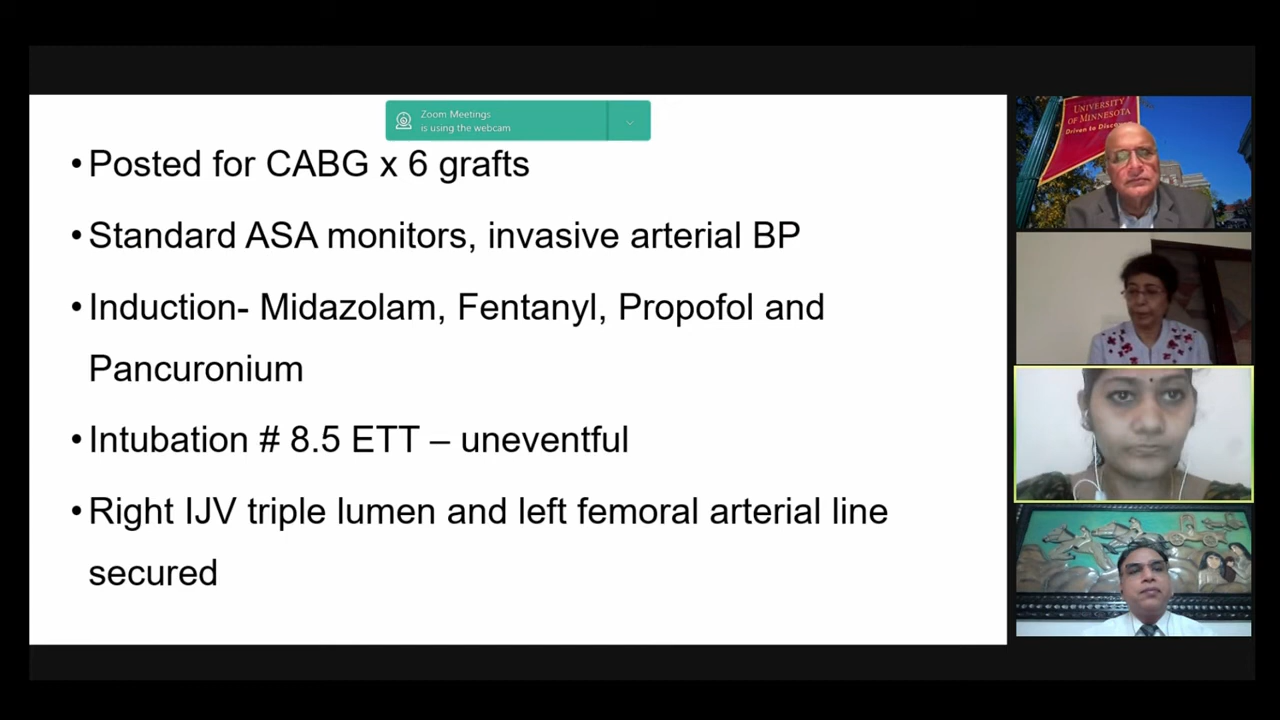 Zoom Meetings
is using the webcam
• Posted for CABG x 6 grafts
• Standard ASA monitors, invasive arterial BP
• Induction- Midazolam, Fentanyl, Propofol and
Pancuronium
• Intubation # 8.5 ETT – uneventful
• Right IJV triple lumen and left femoral arterial line
secured
UNIVERSITY
OF MINNESOTA
Driven to Discover